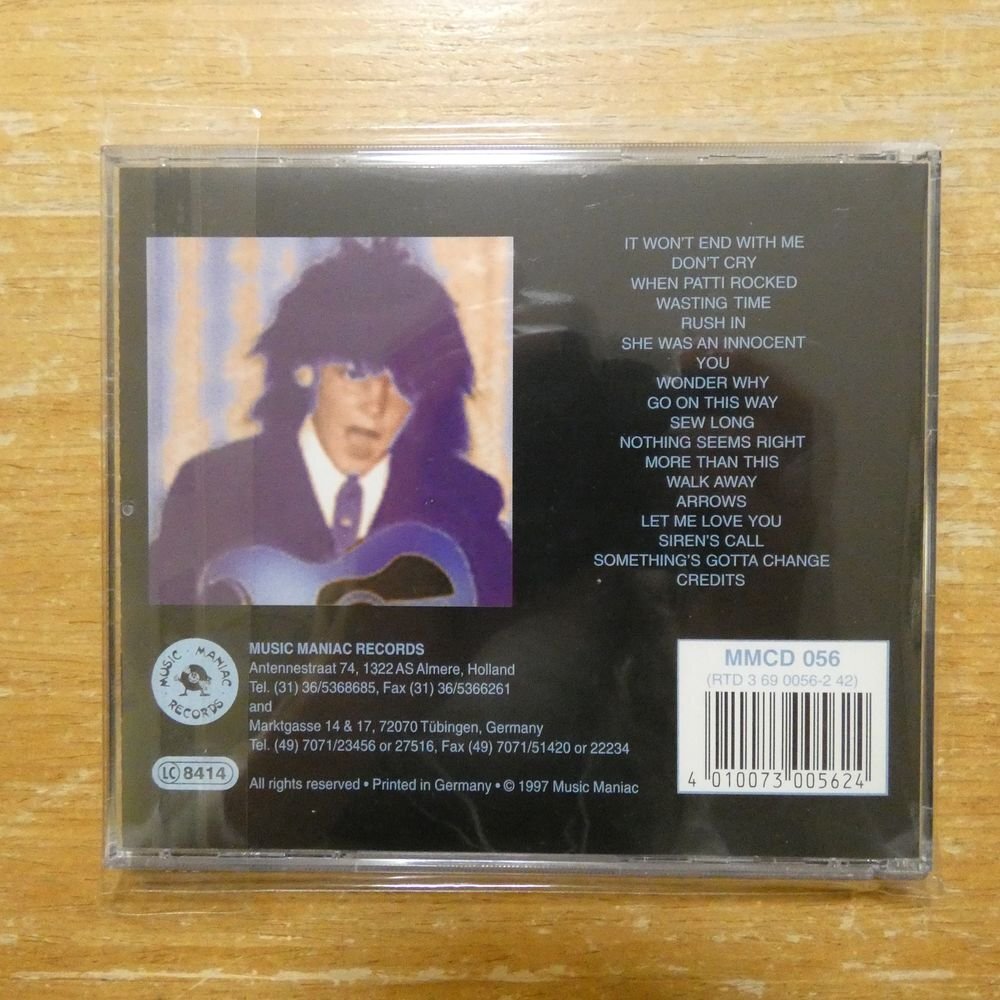 IT WON'T END WITH ME
DON'T CRY
WHEN PATTI ROCKED
WASTING TIME
RUSH IN
SHE WAS AN INNOCENT
YOU
WONDER WHY
GO ON THIS WAY
SEW LONG
NOTHING SEEMS RIGHT
MORE THAN THIS
WALK AWAY
ARROWS
LET ME LOVE YOU
SIREN'S CALL
SOMETHING'S GOTTA CHANGE
CREDITS
MUSIC MANIAC RECORDS
MUSIC MANIAC RECORDS
Antennestraat 74, 1322 AS Almere, Holland
Tel. (31) 36/5368685, Fax (31) 36/5366261
and
Marktgasse 14 & 17, 72070 Tübingen, Germany
Tel. (49) 7071/23456 or 27516, Fax (49) 7071/51420 or 22234
LC 8414
All rights reserved • Printed in Germany • © 1997 Music Maniac
MMCD 056
(RTD 3 69 0056-2 42)
4 010073 005624